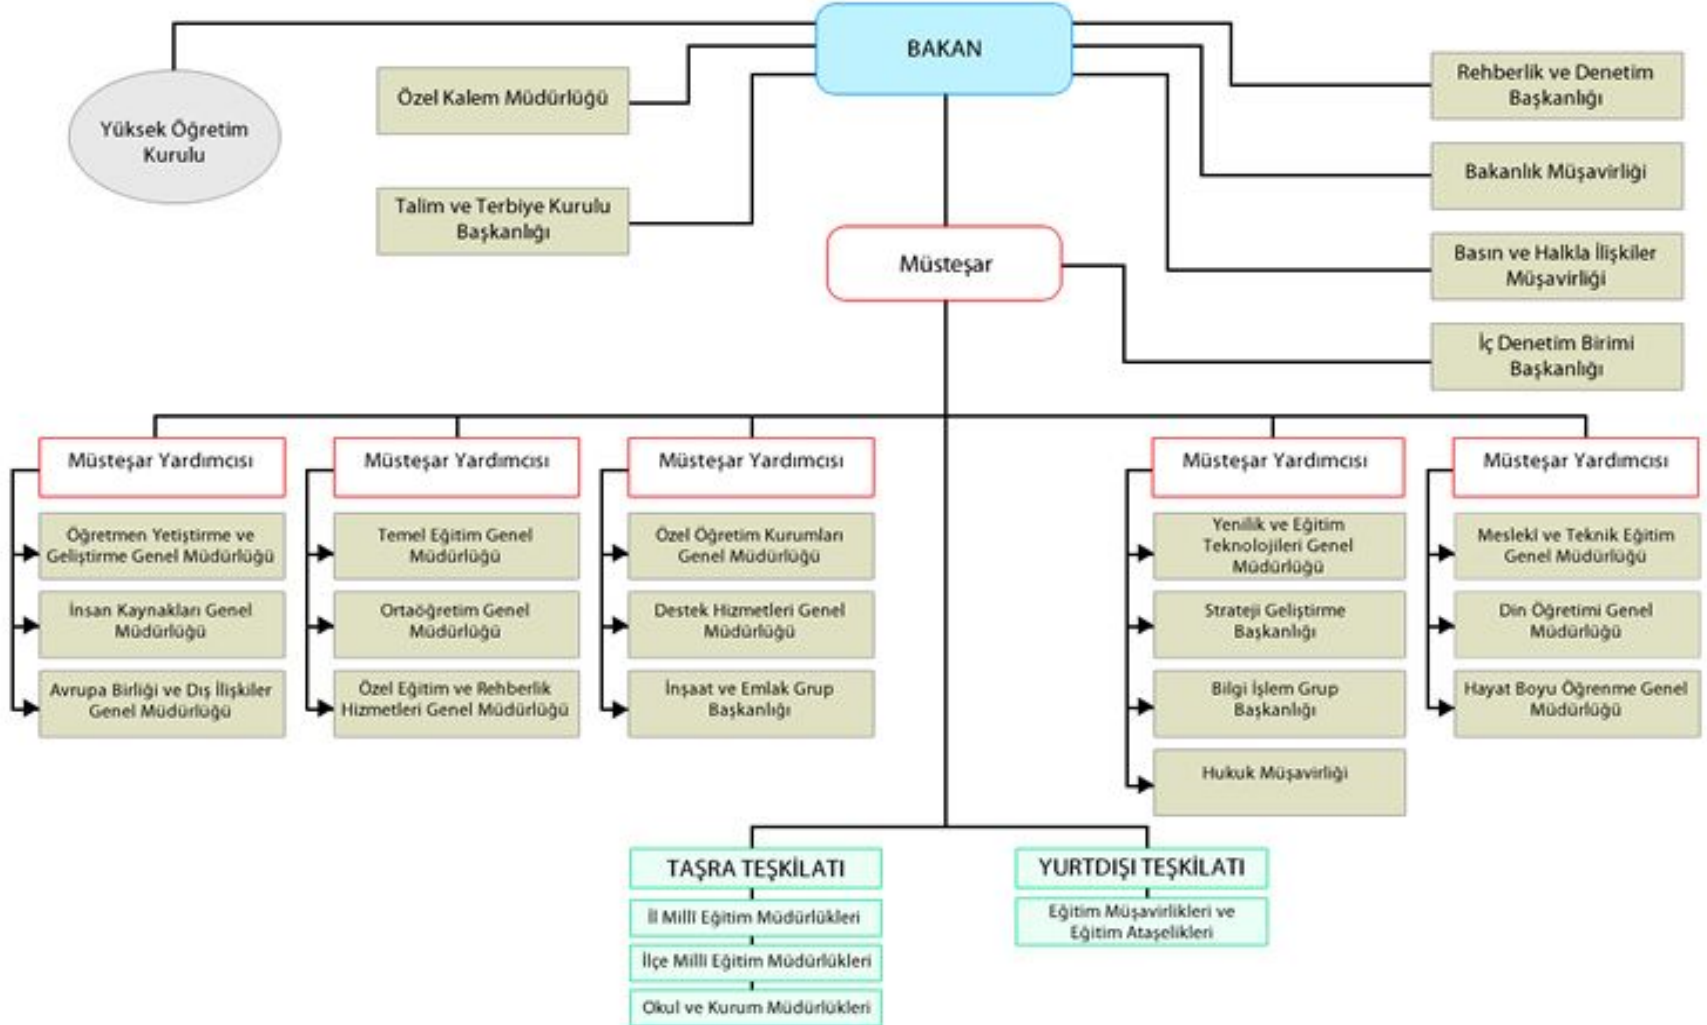 BAKAN
Yüksek Öğretim
Kurulu
Özel Kalem Müdürlüğü
Talim ve Terbiye Kurulu
Başkanlığı
Rehberlik ve Denetim
Başkanlığı
Bakanlık Müşavirliği
Basın ve Halkla İlişkiler
Müşavirliği
Müsteşar
İç Denetim Birimi
Başkanlığı
Müsteşar Yardımcısı
Öğretmen Yetiştirme ve
Geliştirme Genel Müdürlüğü
İnsan Kaynakları Genel
Müdürlüğü
Avrupa Birliği ve Dış İlişkiler
Genel Müdürlüğü
Müsteşar Yardımcısı
Temel Eğitim Genel
Müdürlüğü
Ortaöğretim Genel
Müdürlüğü
Özel Eğitim ve Rehberlik
Hizmetleri Genel Müdürlüğü
Müsteşar Yardımcısı
Özel Öğretim Kurumları
Genel Müdürlüğü
Destek Hizmetleri Genel
Müdürlüğü
İnşaat ve Emlak Grup
Başkanlığı
Müsteşar Yardımcısı
Yenilik ve Eğitim
Teknolojileri Genel
Müdürlüğü
Strateji Geliştirme
Başkanlığı
Bilgi İşlem Grup
Başkanlığı
Hukuk Müşavirliği
Müsteşar Yardımcısı
Meslekî ve Teknik Eğitim
Genel Müdürlüğü
Din Öğretimi Genel
Müdürlüğü
Hayat Boyu Öğrenme Genel
Müdürlüğü
TAŞRA TEŞKİLATI
İl Millî Eğitim Müdürlükleri
İlçe Millî Eğitim Müdürlükleri
Okul ve Kurum Müdürlükleri
YURTDIŞI TEŞKİLATI
Eğitim Müşavirlikleri ve
Eğitim Ataşelikleri